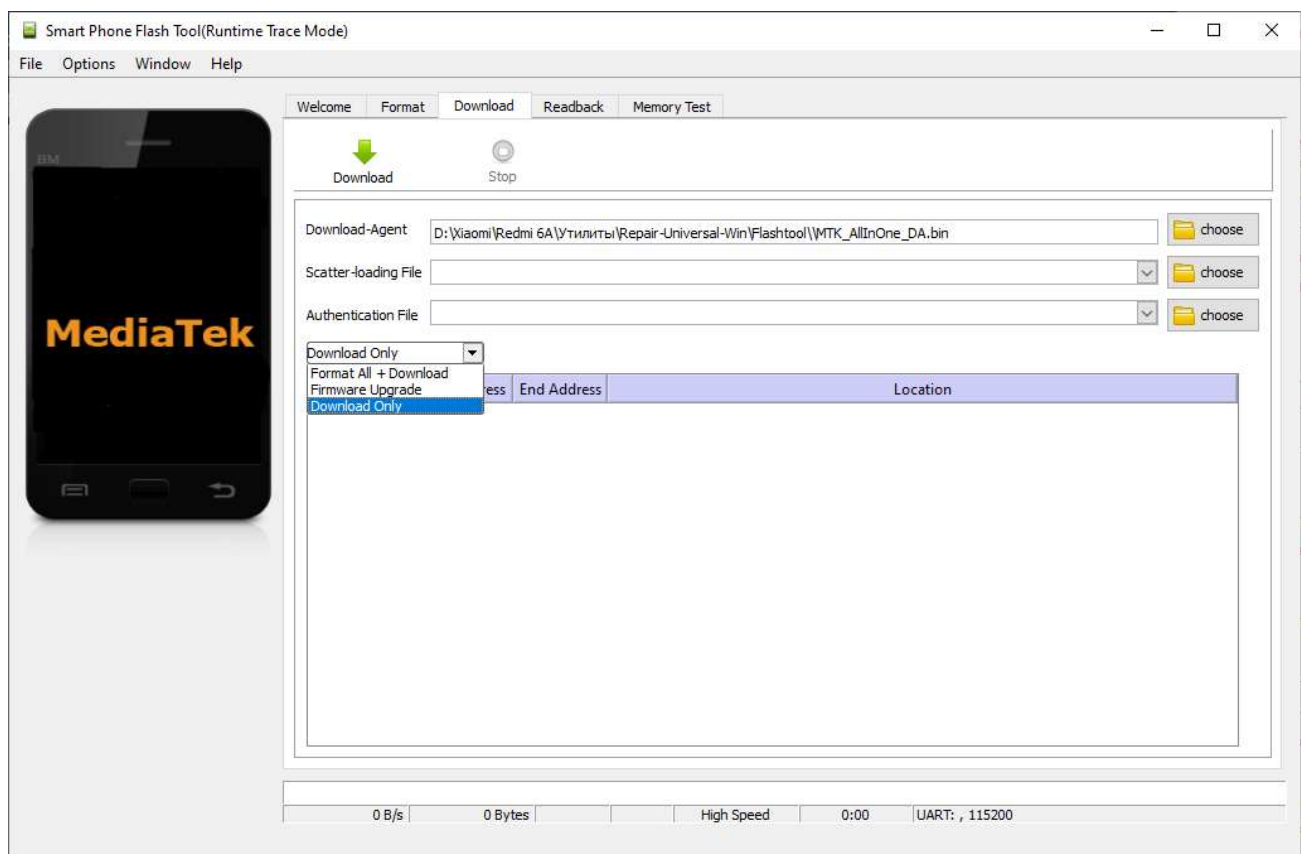 Smart Phone Flash Tool(Runtime Trace Mode)
File Options Window Help
Welcome Format Download Readback Memory Test
BM
Download Stop
Download-Agent D:\Xiaomi\Redmi 6A\Утилиты\Repair-Universal-Win\Flashtool\\MTK_AllInOne_DA.bin choose
Scatter-loading File choose
Authentication File choose
MediaTek
Download Only
Format All + Download
Firmware Upgrade
Download Only
ress End Address Location
0 B/s 0 Bytes High Speed 0:00 UART: , 115200